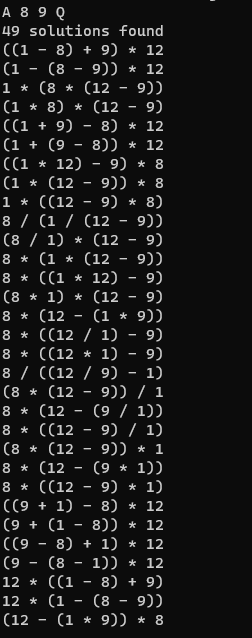 A 8 9 Q
49 solutions found
((1 - 8) + 9) * 12
(1 - (8 - 9)) * 12
1 * (8 * (12 - 9))
(1 * 8) * (12 - 9)
((1 + 9) - 8) * 12
(1 + (9 - 8)) * 12
((1 * 12) - 9) * 8
(1 * (12 - 9)) * 8
1 * ((12 - 9) * 8)
8 / (1 / (12 - 9))
(8 / 1) * (12 - 9)
8 * (1 * (12 - 9))
8 * ((1 * 12) - 9)
(8 * 1) * (12 - 9)
8 * (12 - (1 * 9))
8 * ((12 / 1) - 9)
8 * ((12 * 1) - 9)
8 / ((12 / 9) - 1)
(8 * (12 - 9)) / 1
8 * (12 - (9 / 1))
8 * ((12 - 9) / 1)
(8 * (12 - 9)) * 1
8 * (12 - (9 * 1))
8 * ((12 - 9) * 1)
((9 + 1) - 8) * 12
(9 + (1 - 8)) * 12
((9 - 8) + 1) * 12
(9 - (8 - 1)) * 12
12 * ((1 - 8) + 9)
12 * (1 - (8 - 9))
(12 - (1 * 9)) * 8